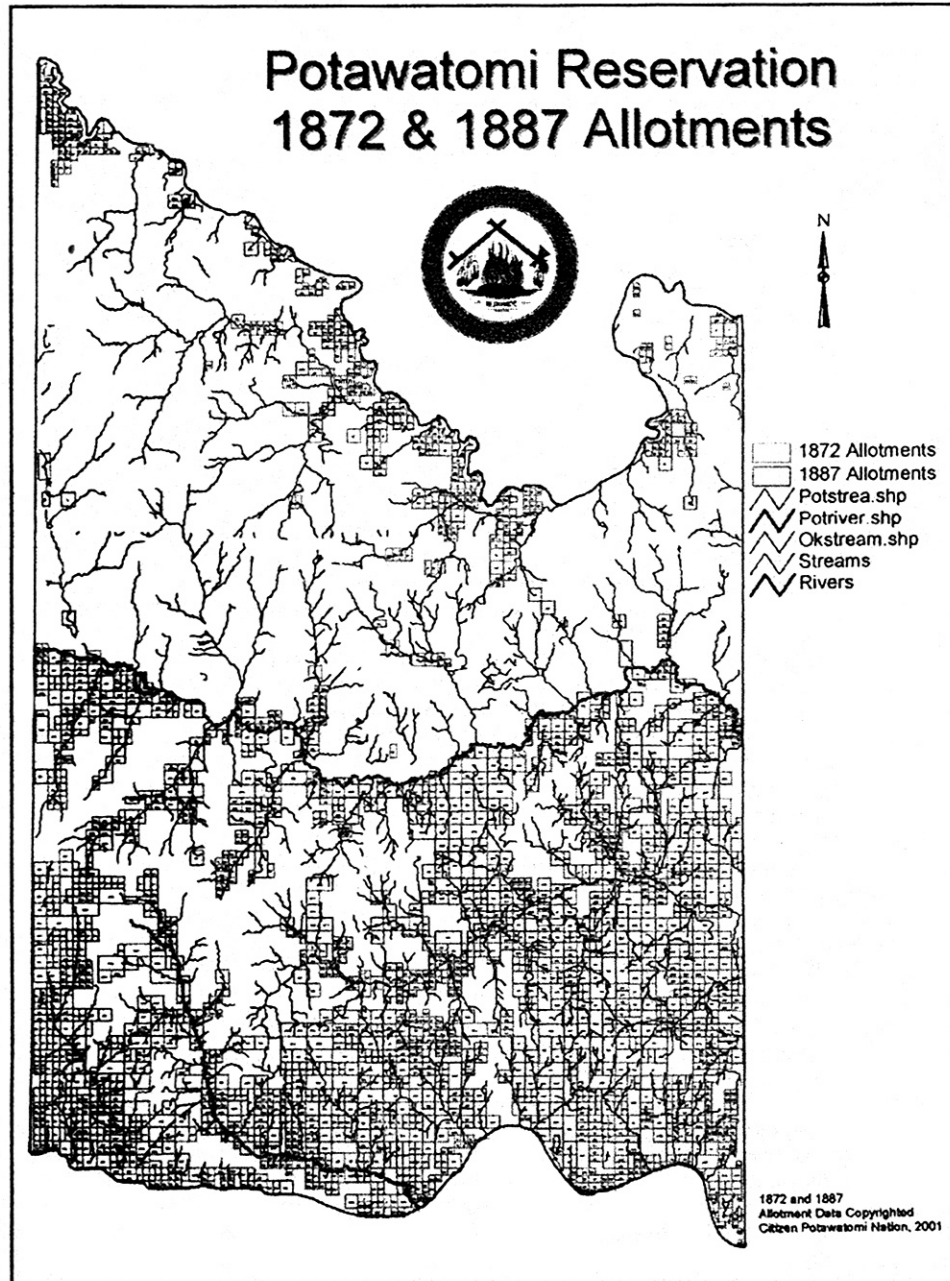 Potawatomi Reservation
1872 & 1887 Allotments
N
1872 Allotments
1887 Allotments
Potstrea.shp
Potriver.shp
Okstream.shp
Streams
Rivers
1872 and 1887
Allotment Data Copyrighted
Citizen Potawatomi Nation, 2001